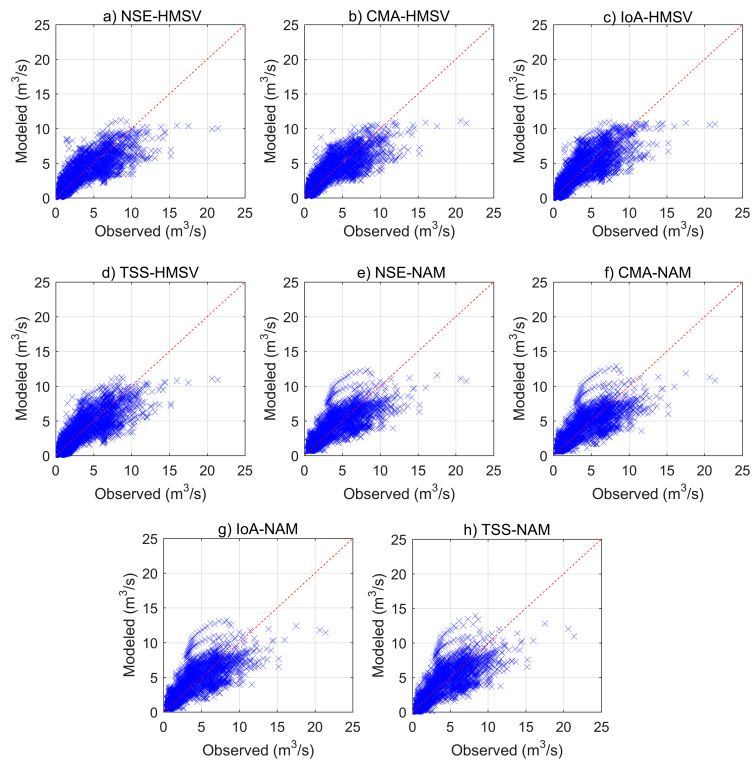 a) NSE-HMSV
b) CMA-HMSV
c) IoA-HMSV
25
20
15
10
5
0
Modeled (m³/s)
0 5 10 15 20 25
Observed (m³/s)
25
20
15
10
5
0
Modeled (m³/s)
0 5 10 15 20 25
Observed (m³/s)
25
20
15
10
5
0
Modeled (m³/s)
0 5 10 15 20 25
Observed (m³/s)
d) TSS-HMSV
e) NSE-NAM
f) CMA-NAM
25
20
15
10
5
0
Modeled (m³/s)
0 5 10 15 20 25
Observed (m³/s)
25
20
15
10
5
0
Modeled (m³/s)
0 5 10 15 20 25
Observed (m³/s)
25
20
15
10
5
0
Modeled (m³/s)
0 5 10 15 20 25
Observed (m³/s)
g) IoA-NAM
h) TSS-NAM
25
20
15
10
5
0
Modeled (m³/s)
0 5 10 15 20 25
Observed (m³/s)
25
20
15
10
5
0
Modeled (m³/s)
0 5 10 15 20 25
Observed (m³/s)